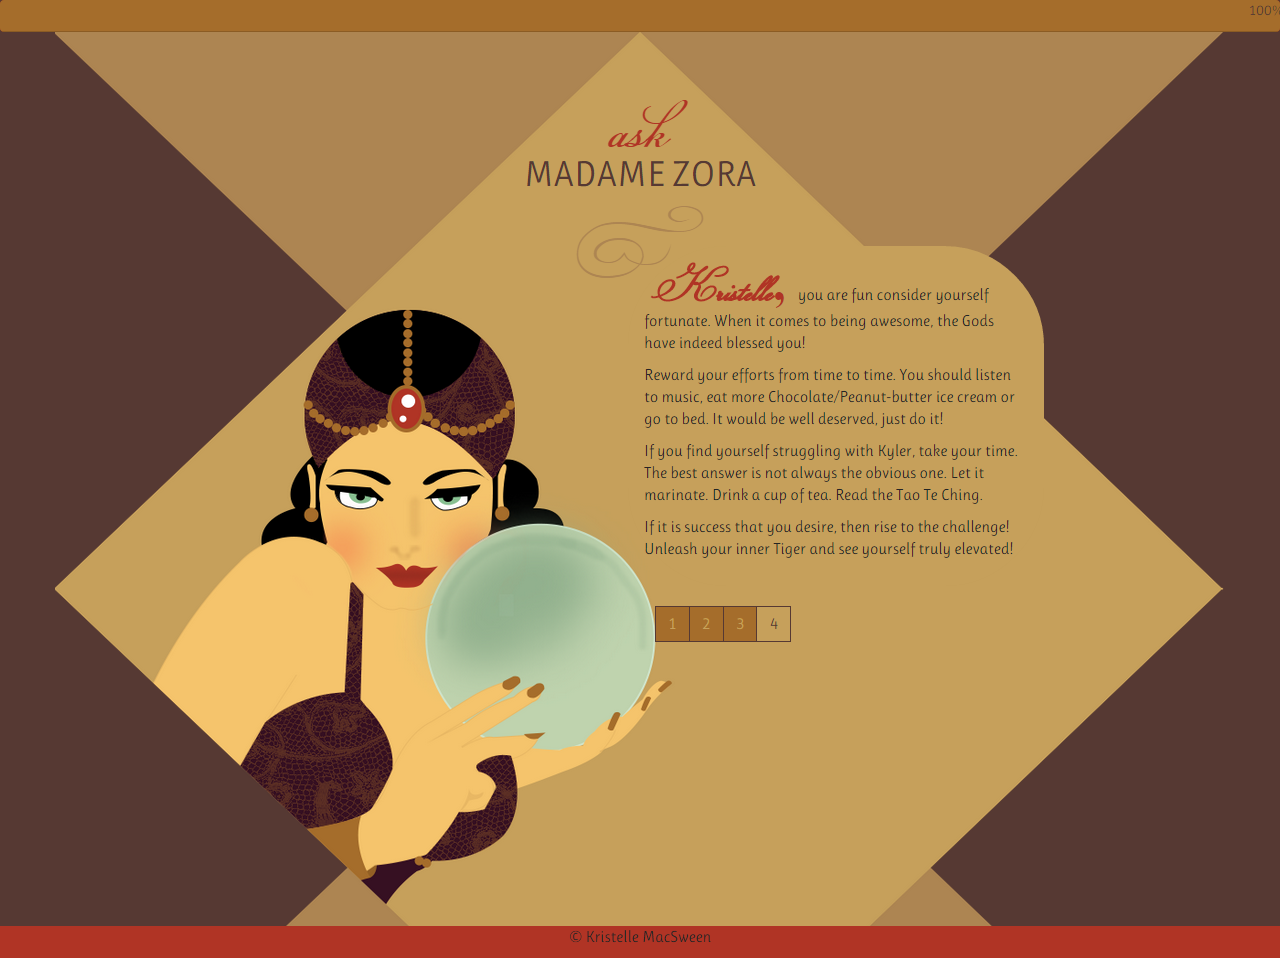 100%
ask
MADAME ZORA
Kristelle, you are fun consider yourself
fortunate. When it comes to being awesome, the Gods
have indeed blessed you!
Reward your efforts from time to time. You should listen
to music, eat more Chocolate/Peanut-butter ice cream or
go to bed. It would be well deserved, just do it!
If you find yourself struggling with Kyler, take your time.
The best answer is not always the obvious one. Let it
marinate. Drink a cup of tea. Read the Tao Te Ching.
If it is success that you desire, then rise to the challenge!
Unleash your inner Tiger and see yourself truly elevated!
1 2 3 4
© Kristelle MacSween